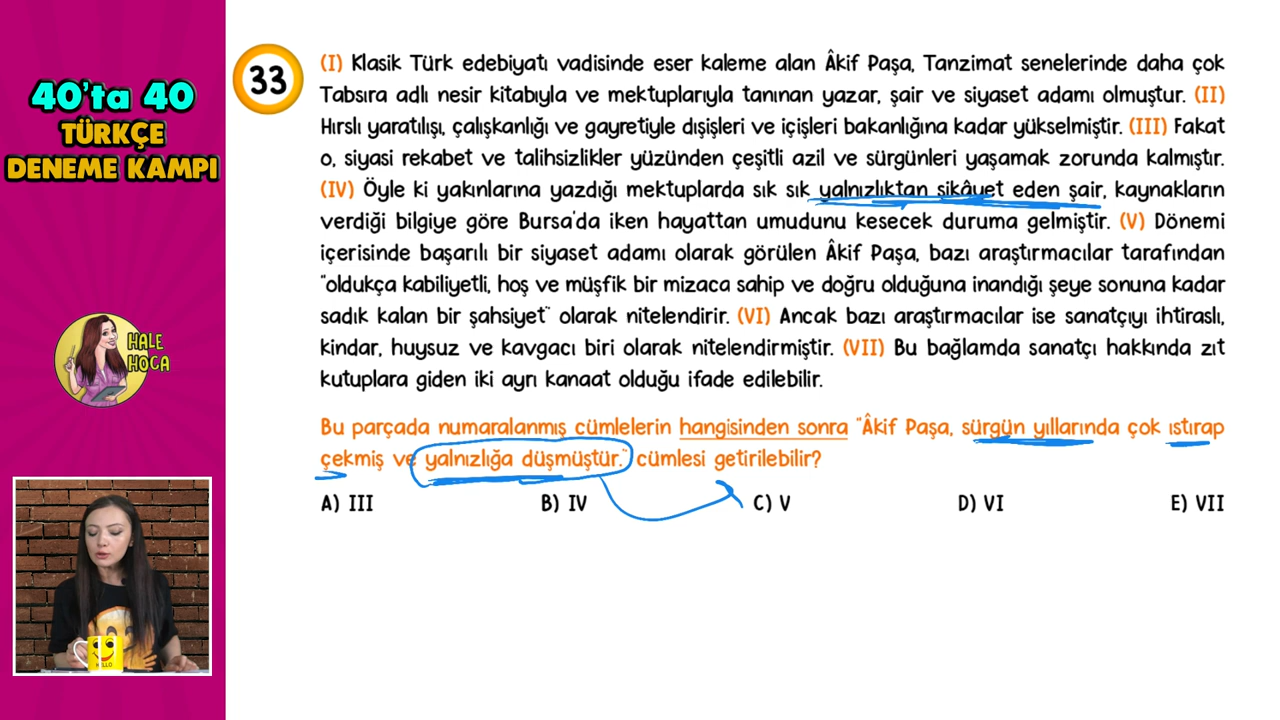 40'ta 40
TÜRKÇE
DENEME KAMPI
HALE
HOCA
HELLO
33
(I) Klasik Türk edebiyatı vadisinde eser kaleme alan Âkif Paşa, Tanzimat senelerinde daha çok
Tabsıra adlı nesir kitabıyla ve mektuplarıyla tanınan yazar, şair ve siyaset adamı olmuştur. (II)
Hırslı yaratılışı, çalışkanlığı ve gayretiyle dışişleri ve içişleri bakanlığına kadar yükselmiştir. (III) Fakat
o, siyasi rekabet ve talihsizlikler yüzünden çeşitli azil ve sürgünleri yaşamak zorunda kalmıştır.
(IV) Öyle ki yakınlarına yazdığı mektuplarda sık sık yalnızlıktan şikâyet eden şair, kaynakların
verdiği bilgiye göre Bursa'da iken hayattan umudunu kesecek duruma gelmiştir. (V) Dönemi
içerisinde başarılı bir siyaset adamı olarak görülen Âkif Paşa, bazı araştırmacılar tarafından
"oldukça kabiliyetli, hoş ve müşfik bir mizaca sahip ve doğru olduğuna inandığı şeye sonuna kadar
sadık kalan bir şahsiyet" olarak nitelendirir. (VI) Ancak bazı araştırmacılar ise sanatçıyı ihtiraslı,
kindar, huysuz ve kavgacı biri olarak nitelendirmiştir. (VII) Bu bağlamda sanatçı hakkında zıt
kutuplara giden iki ayrı kanaat olduğu ifade edilebilir.
Bu parçada numaralanmış cümlelerin hangisinden sonra "Âkif Paşa, sürgün yıllarında çok ıstırap
çekmiş ve yalnızlığa düşmüştür." cümlesi getirilebilir?
A) III B) IV C) V D) VI E) VII